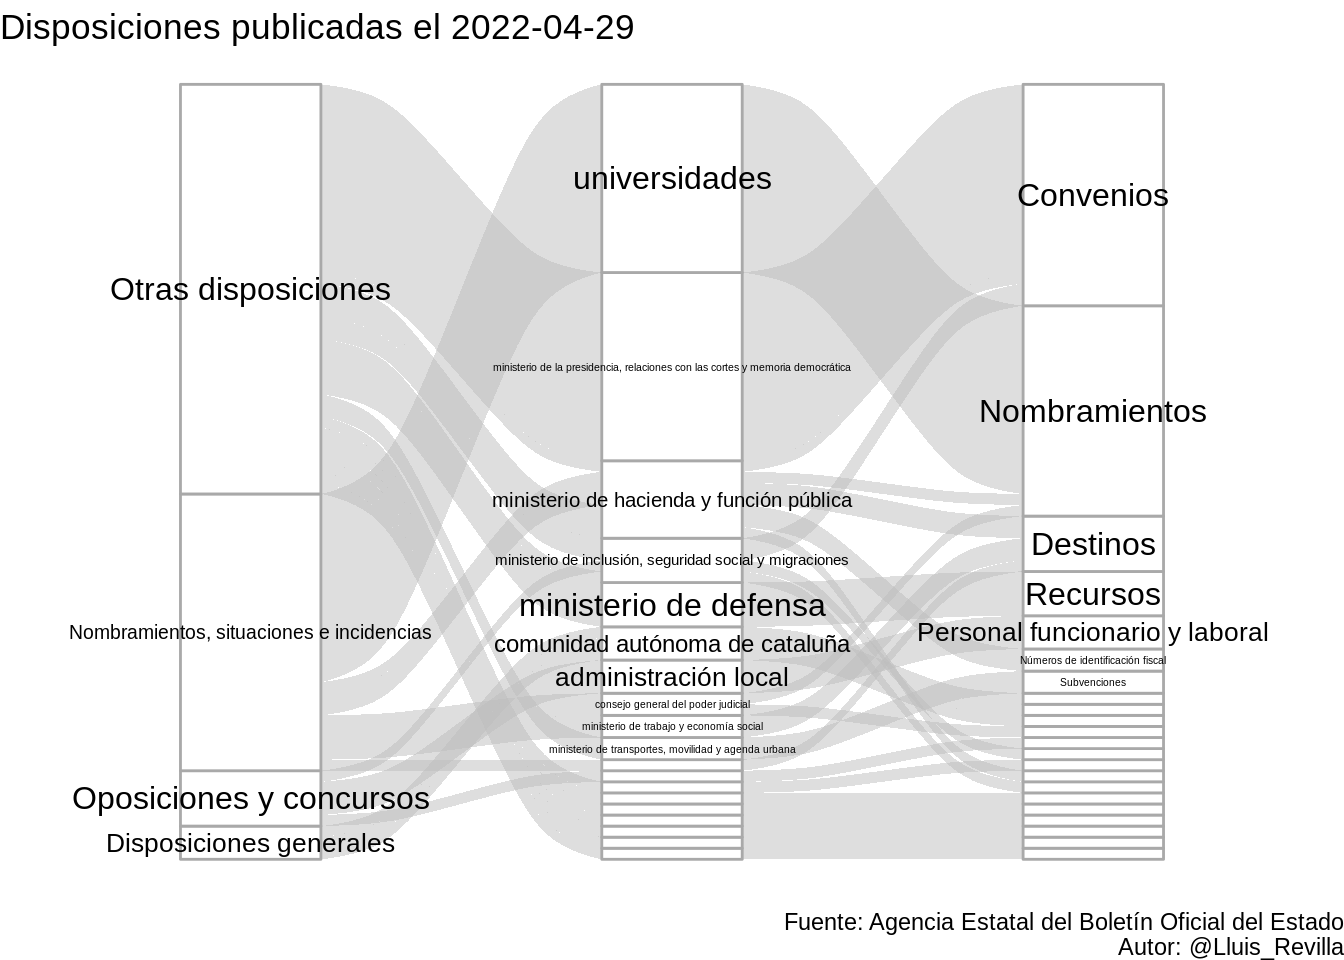 Disposiciones publicadas el 2022-04-29
Otras disposiciones
Nombramientos, situaciones e incidencias
Oposiciones y concursos
Disposiciones generales
universidades
ministerio de la presidencia, relaciones con las cortes y memoria democrática
ministerio de hacienda y función pública
ministerio de inclusión, seguridad social y migraciones
ministerio de defensa
comunidad autónoma de cataluña
administración local
consejo general del poder judicial
ministerio de trabajo y economía social
ministerio de transportes, movilidad y agenda urbana
Convenios
Nombramientos
Destinos
Recursos
Personal funcionario y laboral
Números de identificación fiscal
Subvenciones
Fuente: Agencia Estatal del Boletín Oficial del Estado
Autor: @Lluis_Revilla